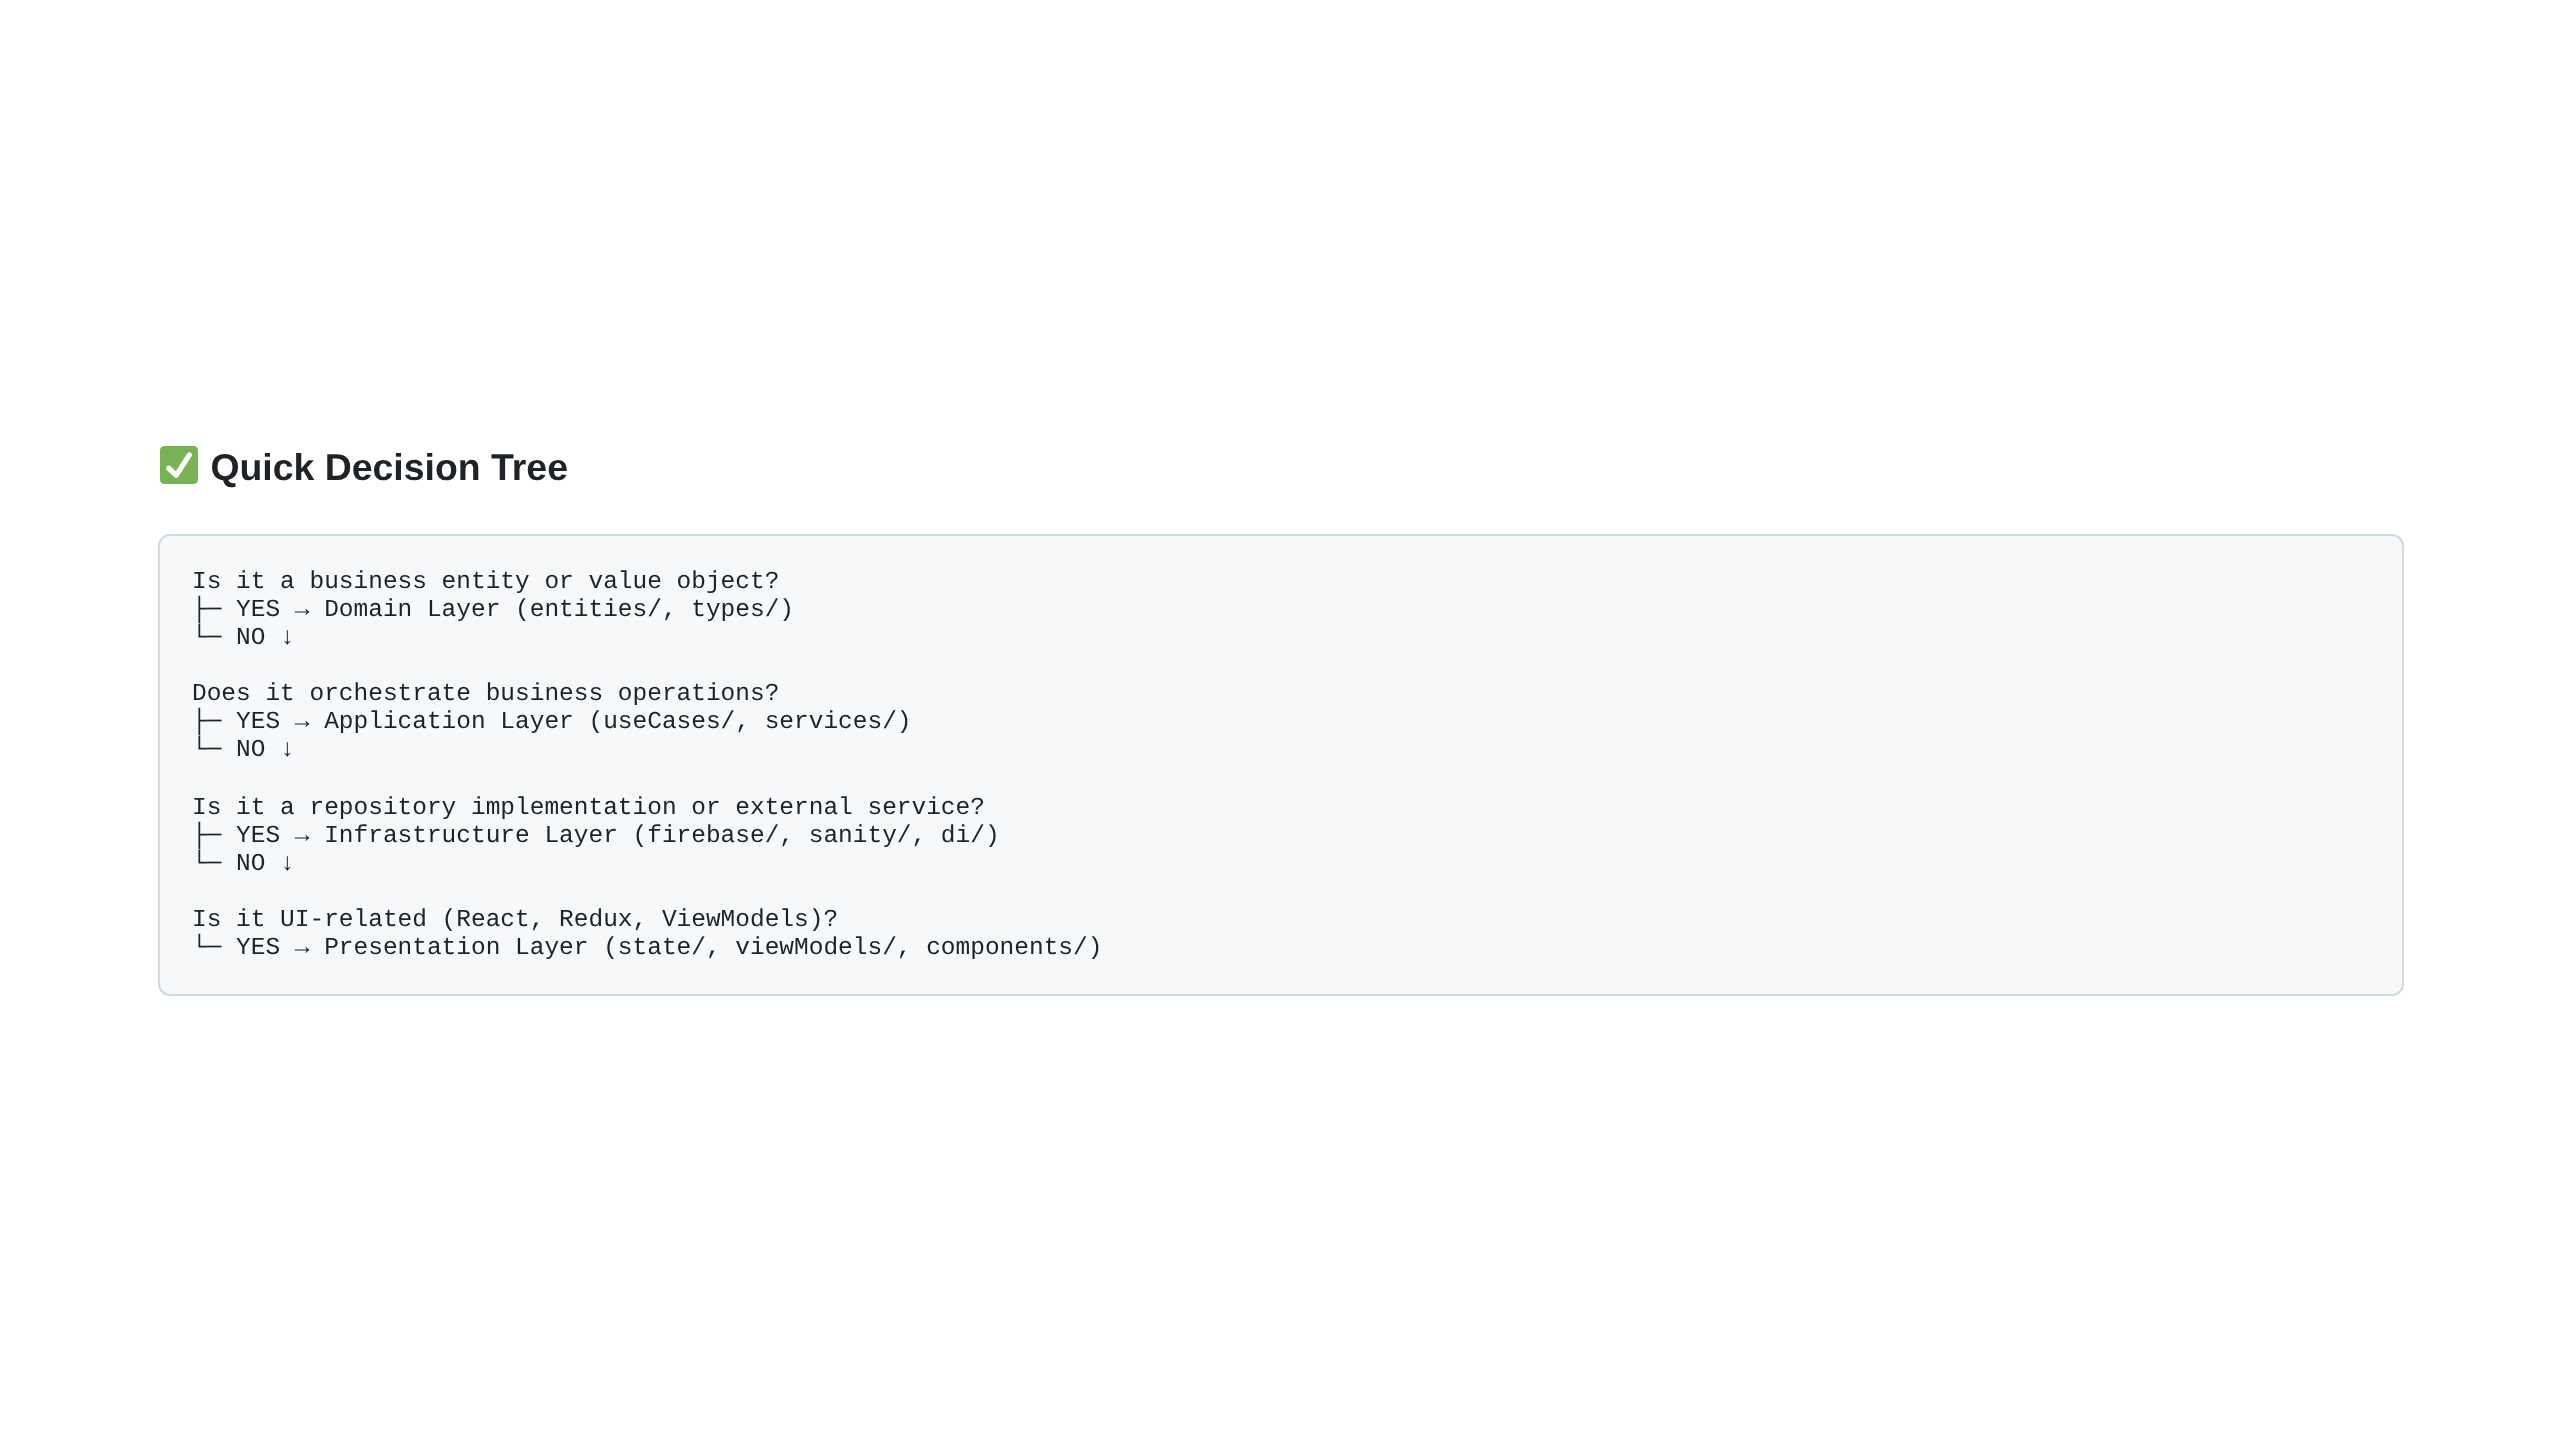 ✅ Quick Decision Tree
Is it a business entity or value object?
├─ YES → Domain Layer (entities/, types/)
└─ NO ↓
Does it orchestrate business operations?
├─ YES → Application Layer (useCases/, services/)
└─ NO ↓
Is it a repository implementation or external service?
├─ YES → Infrastructure Layer (firebase/, sanity/, di/)
└─ NO ↓
Is it UI-related (React, Redux, ViewModels)?
└─ YES → Presentation Layer (state/, viewModels/, components/)